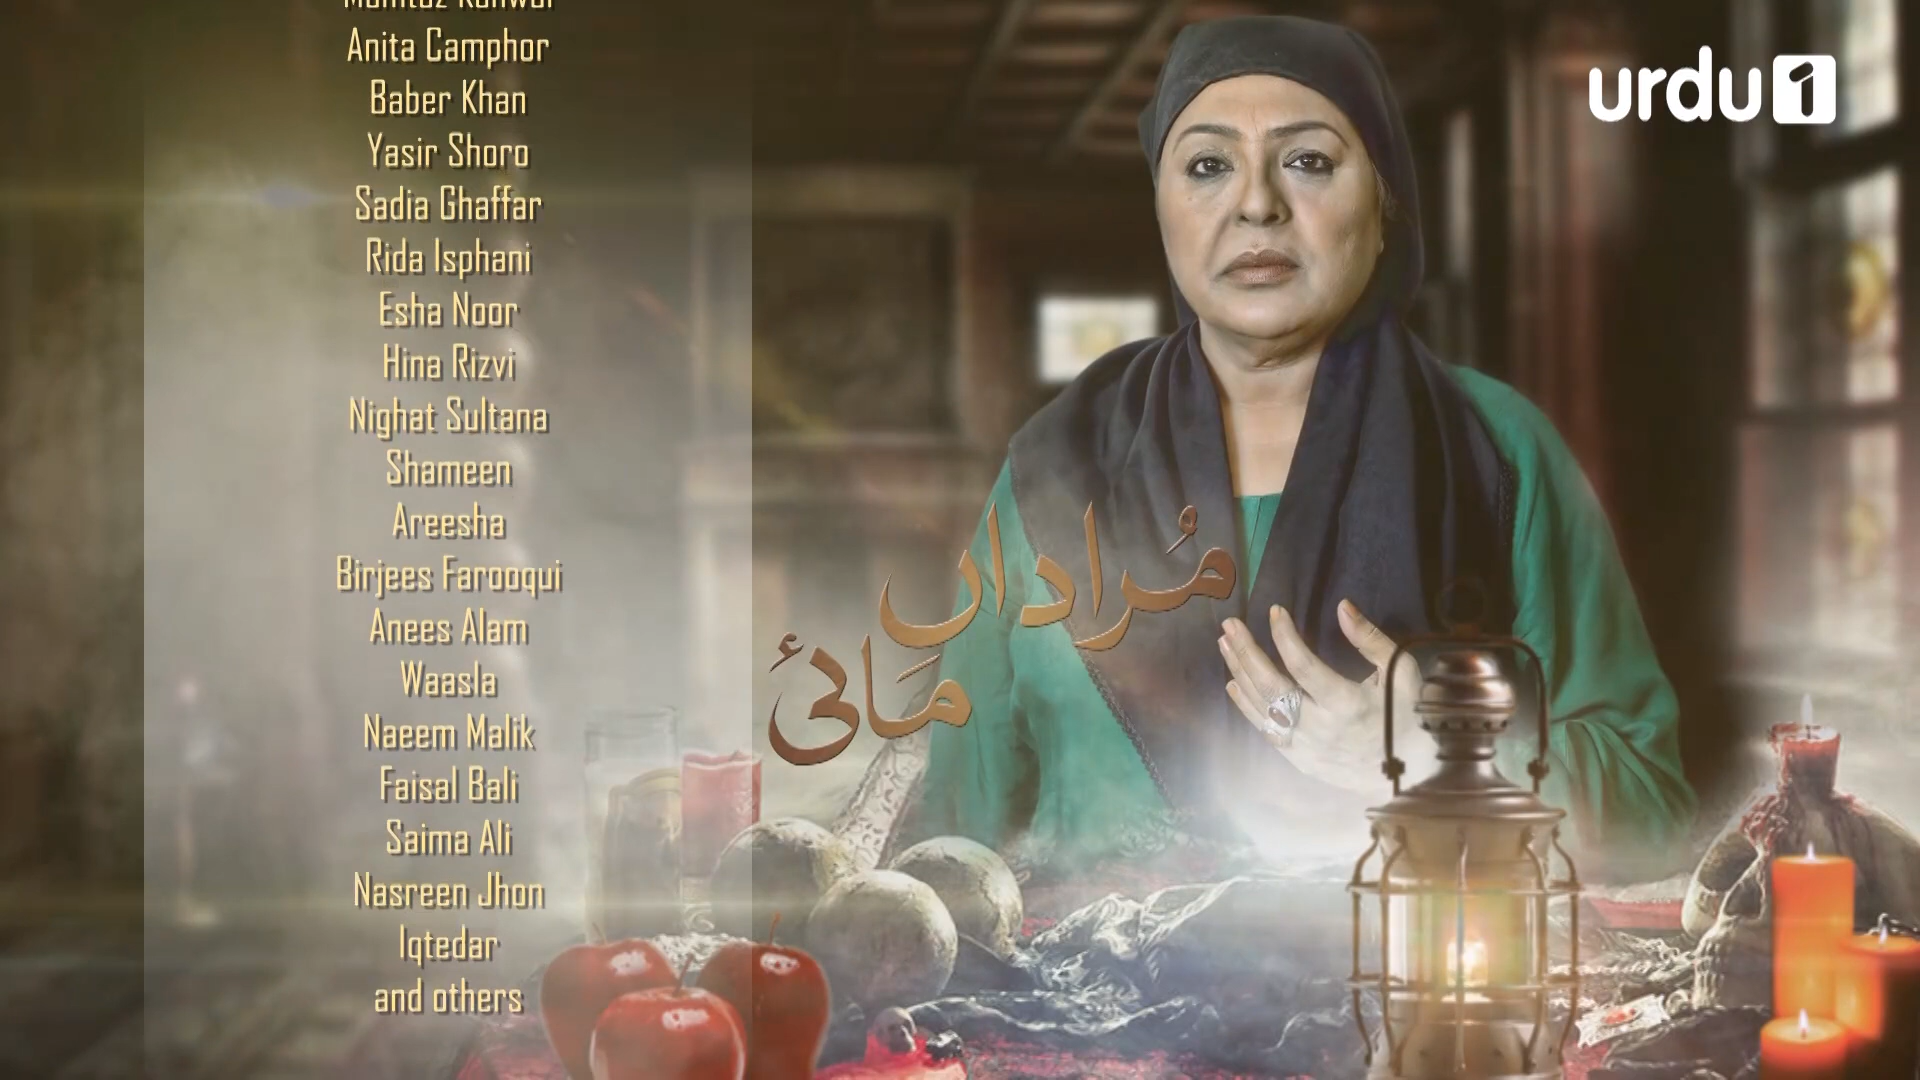 Anita Camphor
Baber Khan
Yasir Shoro
Sadia Ghaffar
Rida Isphani
Esha Noor
Hina Rizvi
Nighat Sultana
Shameen
Areesha
Birjees Farooqui
Anees Alam
Waasla
Naeem Malik
Faisal Bali
Saima Ali
Nasreen Jhon
Iqtedar
and others
urdu1
مُراداں
مَائیٔ